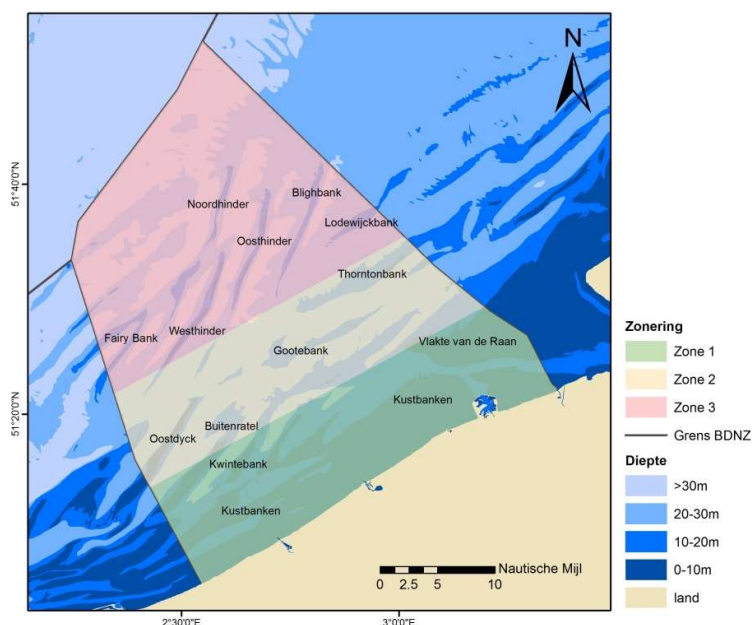 N
51°40'0"N
51°20'0"N
Blighbank
Noordhinder
Lodewijckbank
Oosthinder
Thorntonbank
Fairy Bank
Westhinder
Gootebank
Vlakte van de Raan
Kustbanken
Buitenratel
Oostdyck
Kwintebank
Kustbanken
Nautische Mijl
0 2.5 5 10
2°30'0"E
3°0'0"E
Zonering
Zone 1
Zone 2
Zone 3
Grens BDNZ
Diepte
>30m
20-30m
10-20m
0-10m
land